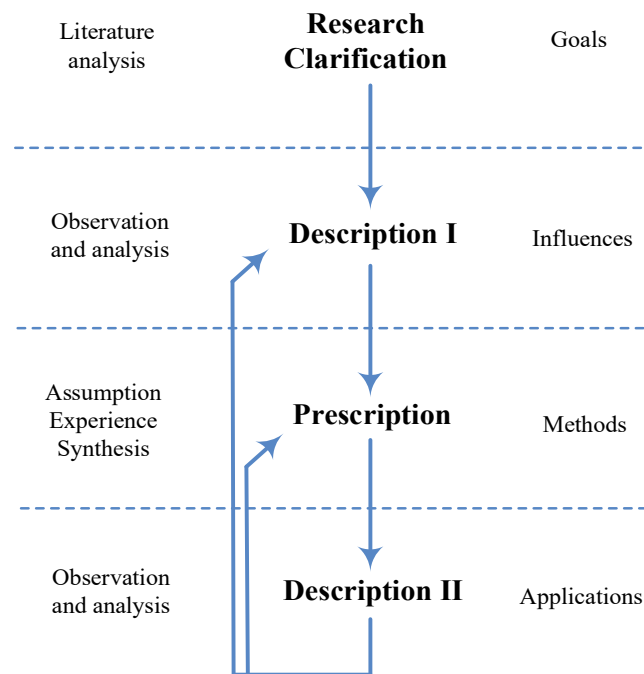 Literature
analysis
Research
Clarification
Goals
Observation
and analysis
Description I
Influences
Assumption
Experience
Synthesis
Prescription
Methods
Observation
and analysis
Description II
Applications